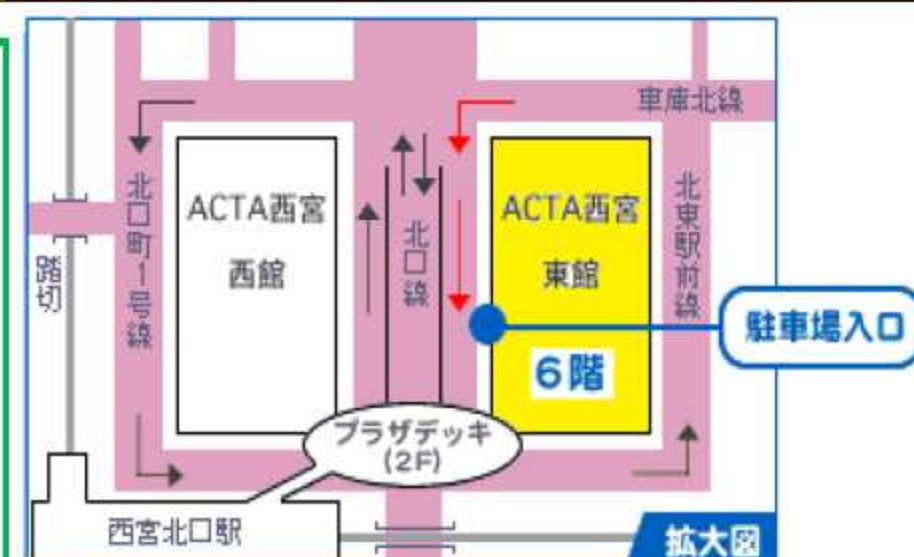 車庫北線
北口町1号線
ACTA西宮
西館
北口線
ACTA西宮
東館
6階
北東駅前線
踏切
駐車場入口
プラザデッキ
(2F)
西宮北口駅
拡大図